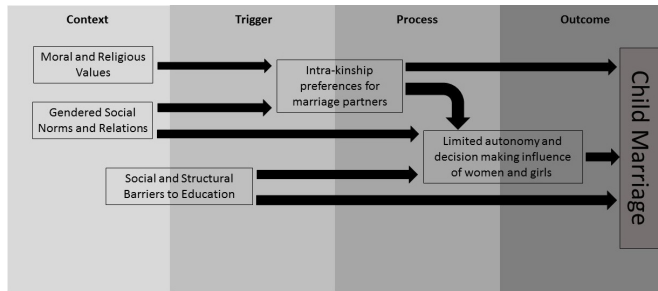 Context
Trigger
Process
Outcome
Moral and Religious
Values
Intra-kinship
preferences for
marriage partners
Gendered Social
Norms and Relations
Limited autonomy and
decision making influence
of women and girls
Social and Structural
Barriers to Education
Child Marriage